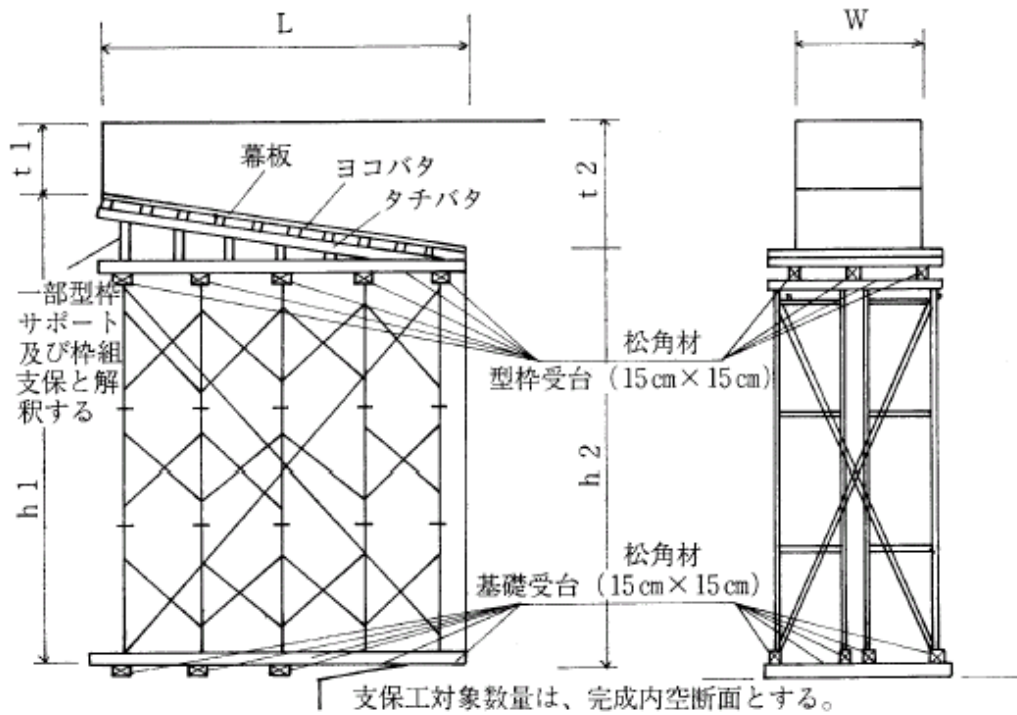 L
W
t1
t2
幕板
ヨコバタ
タチバタ
一部型枠
サポート
及び枠組
支保と解
釈する
松角材
型枠受台（15cm×15cm）
h1
h2
松角材
基礎受台（15cm×15cm）
支保工対象数量は、完成内空断面とする。